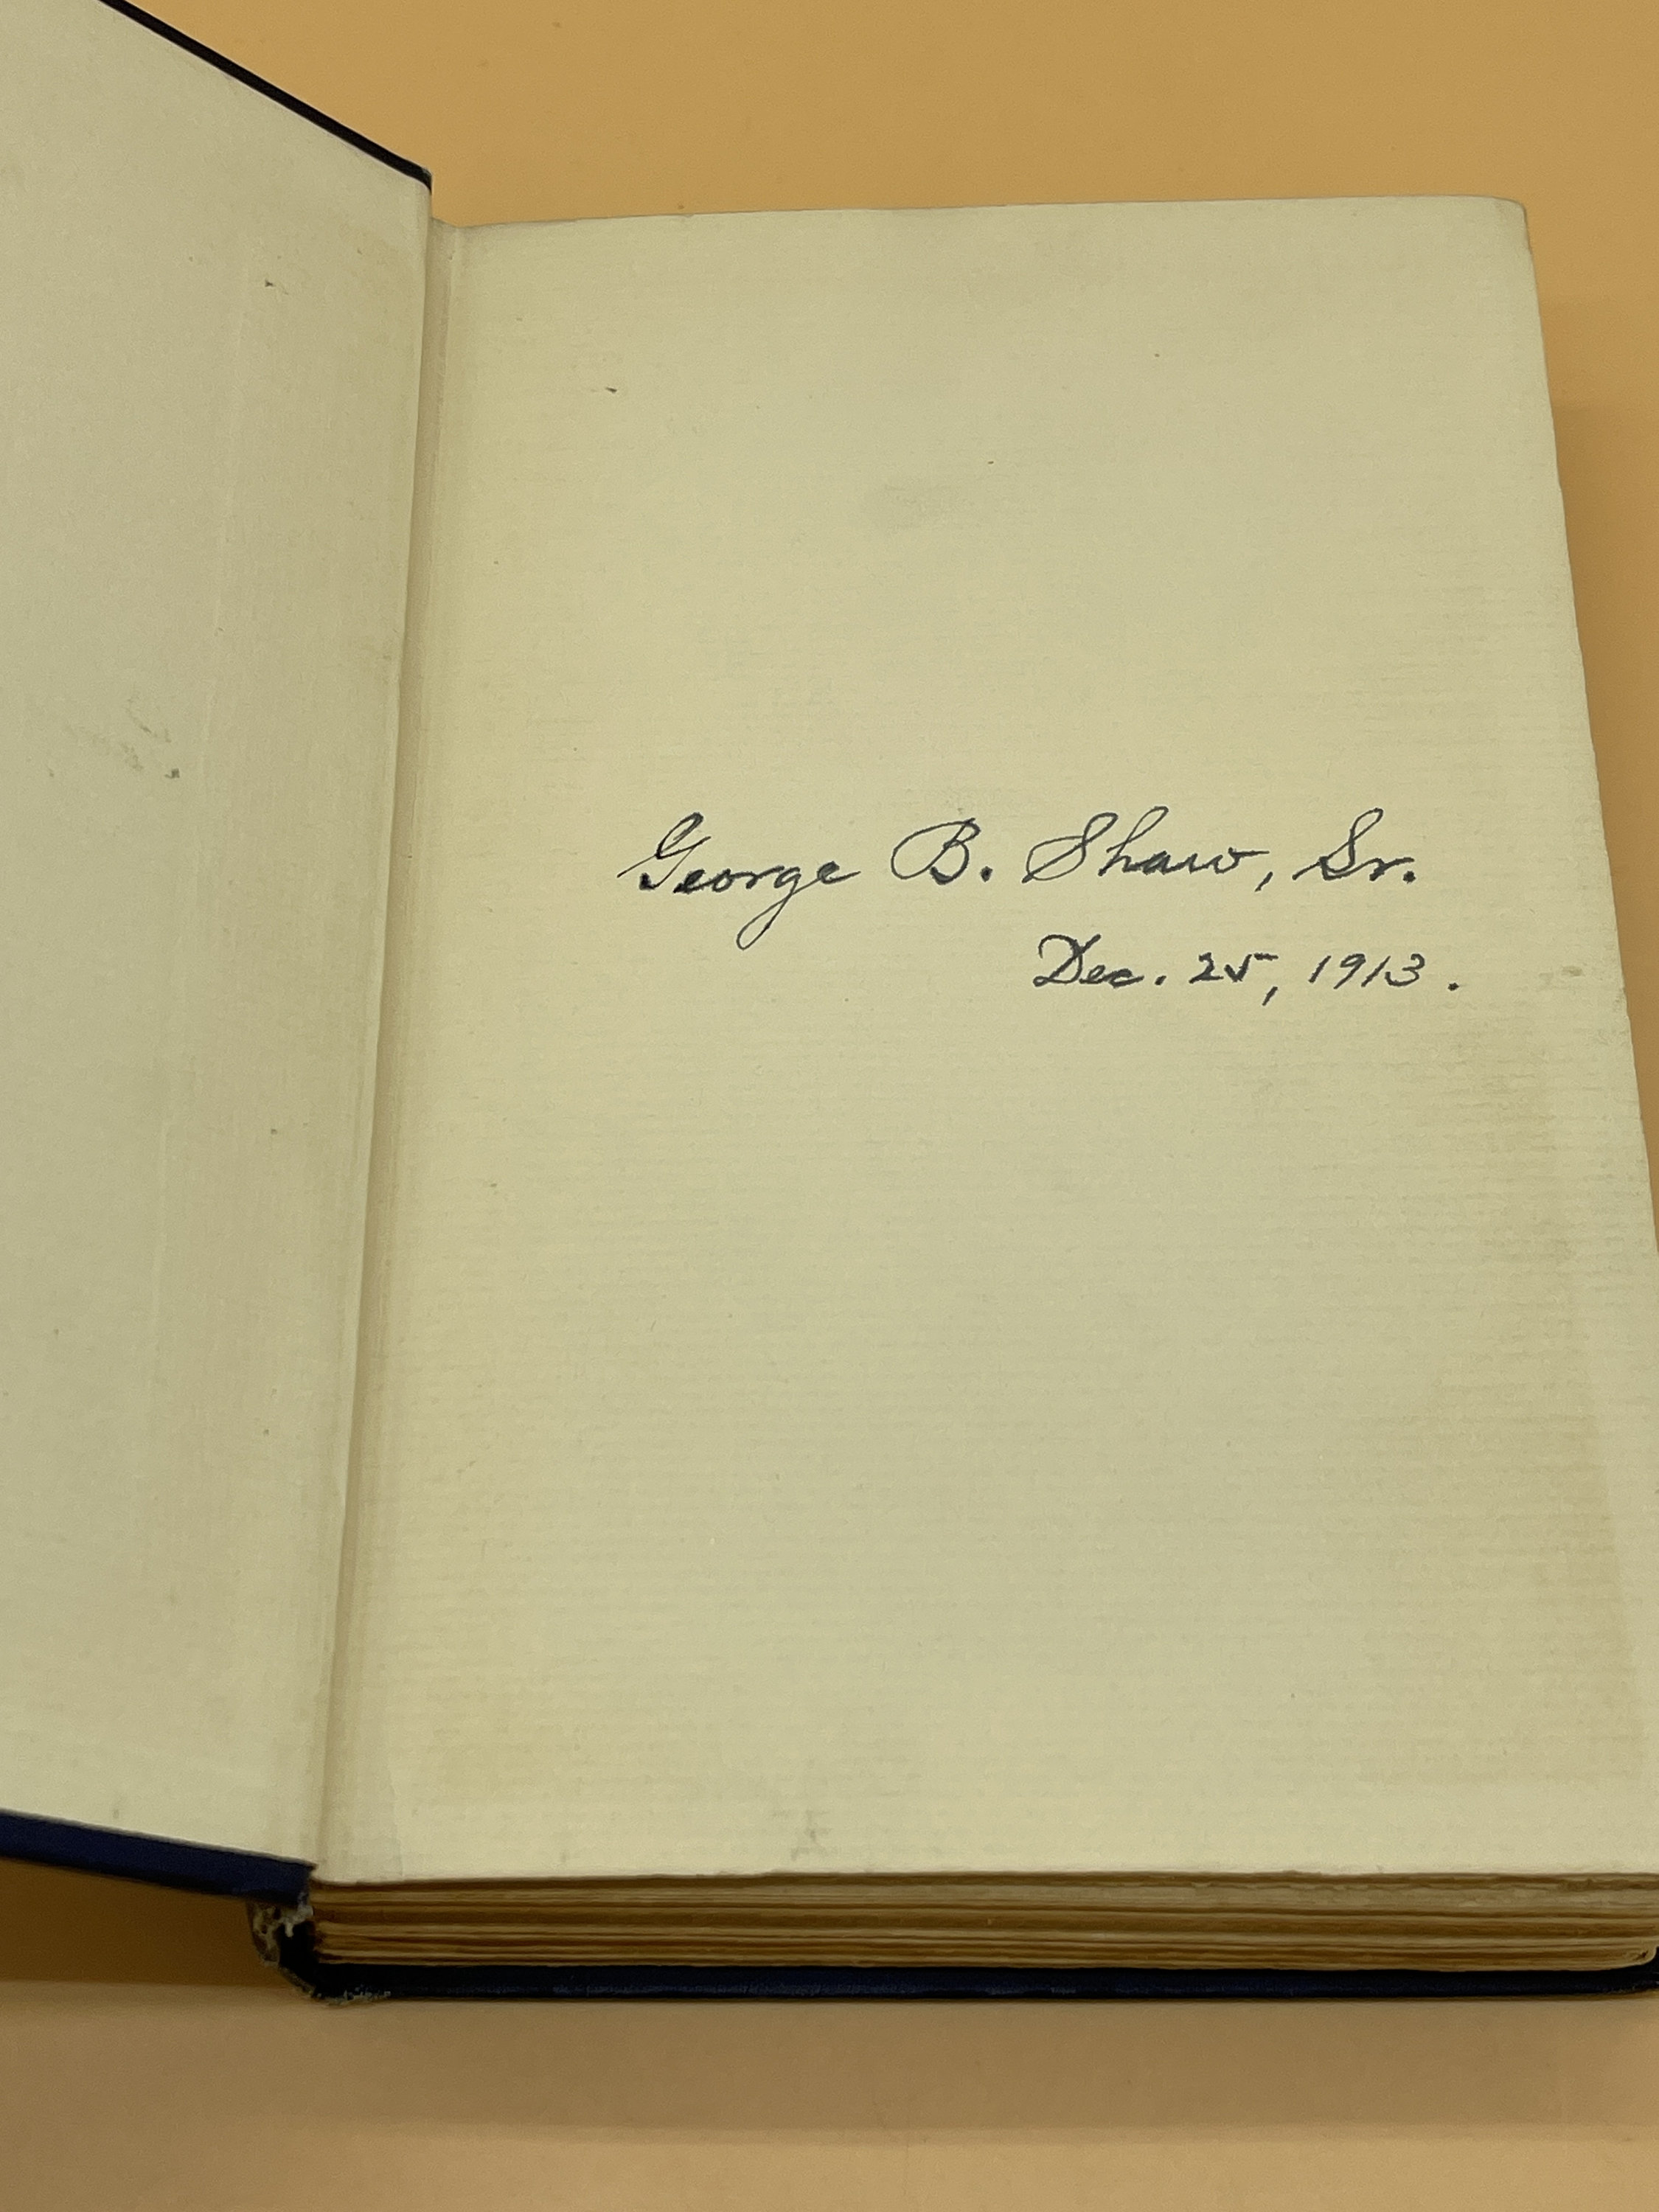 George B. Shaw, Sr.
Dec. 25, 1913.